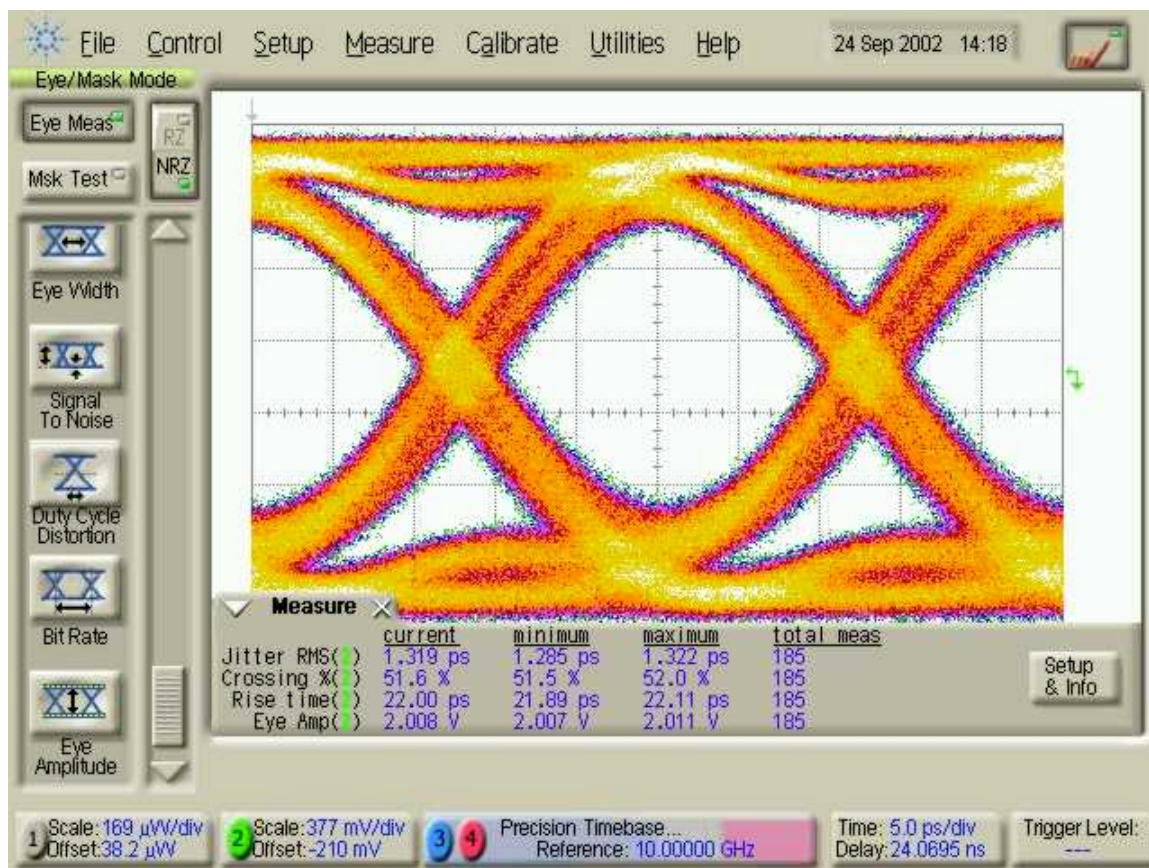 File Control Setup Measure Calibrate Utilities Help 24 Sep 2002 14:18
Eye/Mask Mode
Eye Meas
RZ
NRZ
Msk Test
Eye Width
Signal
To Noise
Duty Cycle
Distortion
Bit Rate
Eye
Amplitude
Measure
current minimum maximum total meas
Jitter RMS(2) 1.319 ps 1.285 ps 1.322 ps 185
Crossing %(2) 51.6 % 51.5 % 52.0 % 185
Rise time(2) 22.00 ps 21.89 ps 22.11 ps 185
Eye Amp(2) 2.008 V 2.007 V 2.011 V 185
Setup
& Info
1 Scale:169 µW/div
Offset:38.2 µW
2 Scale:377 mV/div
Offset:-210 mV
3 4 Precision Timebase...
Reference: 10.00000 GHz
Time: 5.0 ps/div
Delay:24.0695 ns
Trigger Level:
---